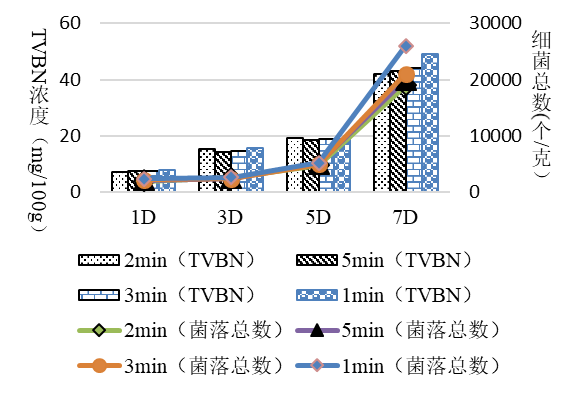 60
40
20
0
TVBN浓度（mg/100g）
30000
20000
10000
0
细菌总数(个/克）
1D 3D 5D 7D
2min（TVBN） 5min（TVBN）
3min（TVBN） 1min（TVBN）
2min（菌落总数） 5min（菌落总数）
3min（菌落总数） 1min（菌落总数）